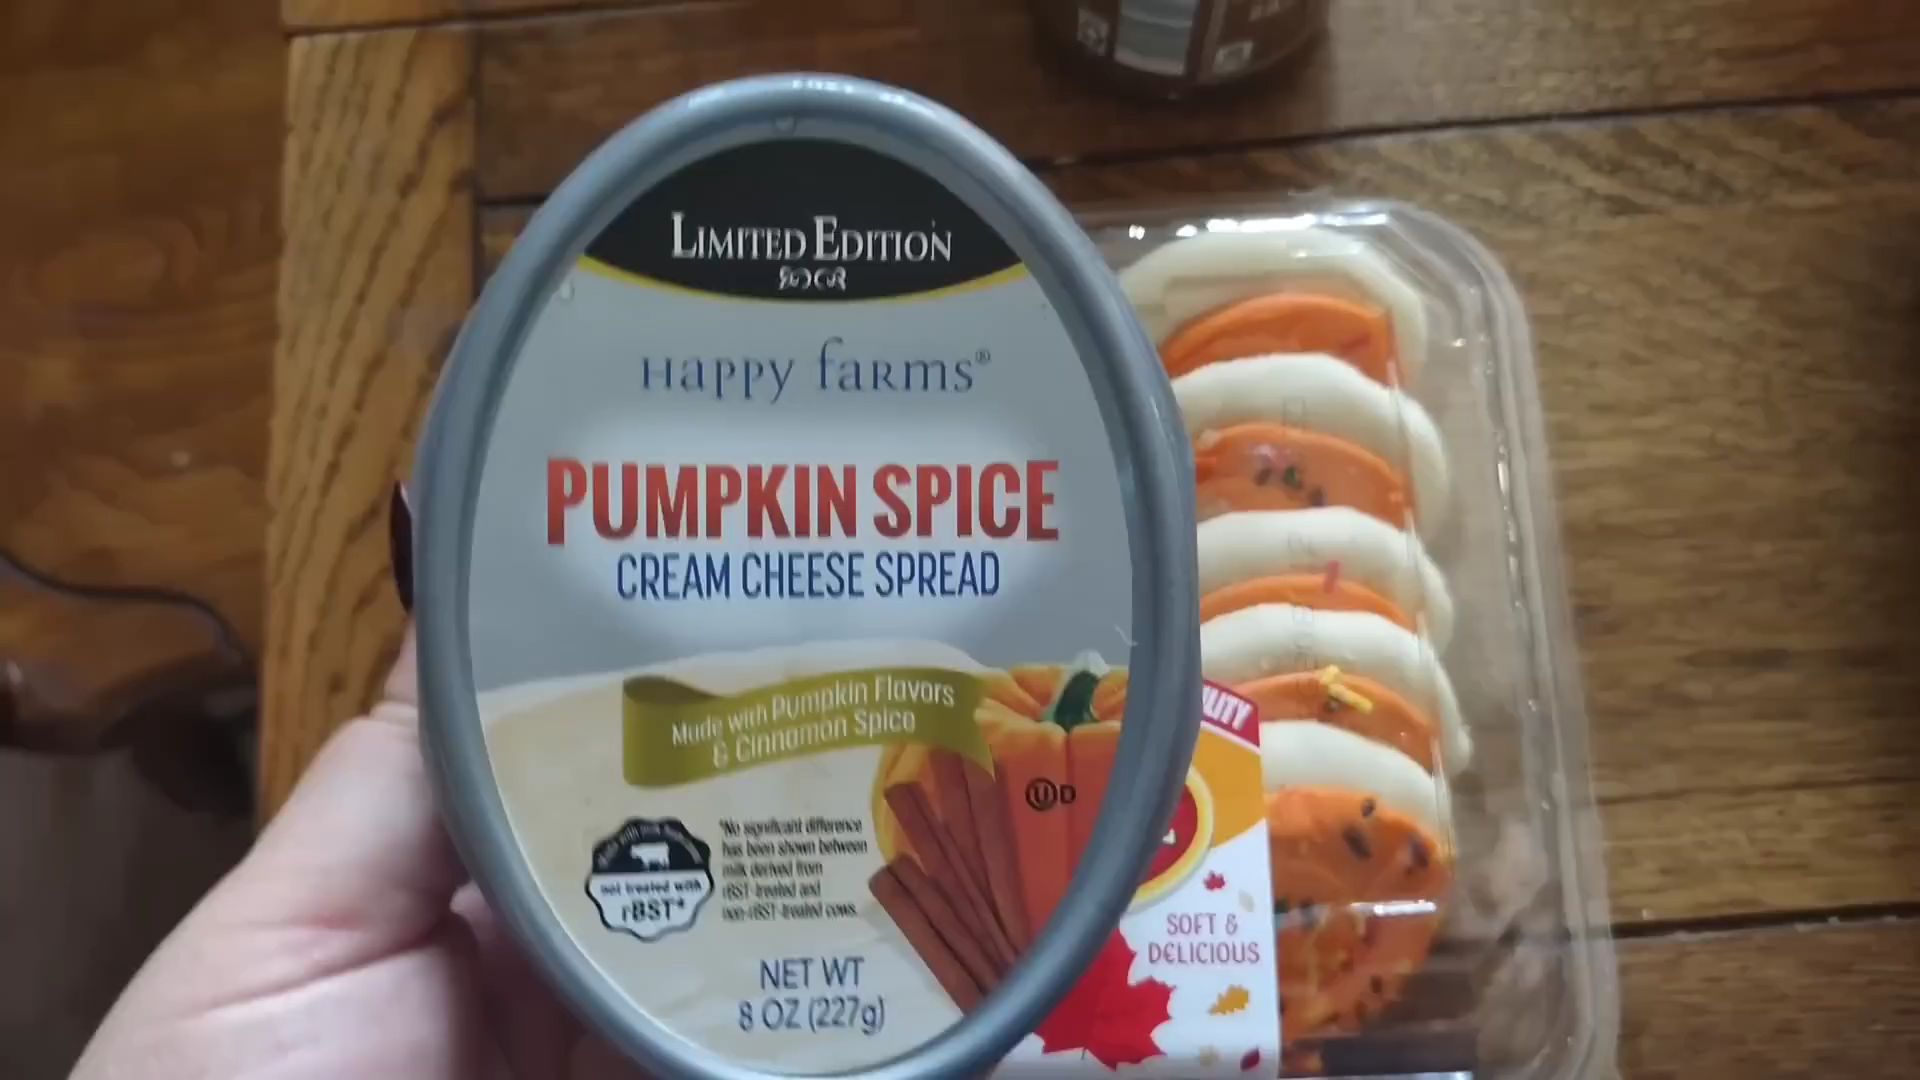 LIMITED EDITION
Happy farms®
PUMPKIN SPICE
CREAM CHEESE SPREAD
Made with Pumpkin Flavors
& Cinnamon Spice
UD
not treated with
rBST*
*No significant difference
has been shown between
milk derived from
rBST-treated and
non-rBST-treated cows.
NET WT
8 OZ (227g)
LITY
SOFT &
DELICIOUS